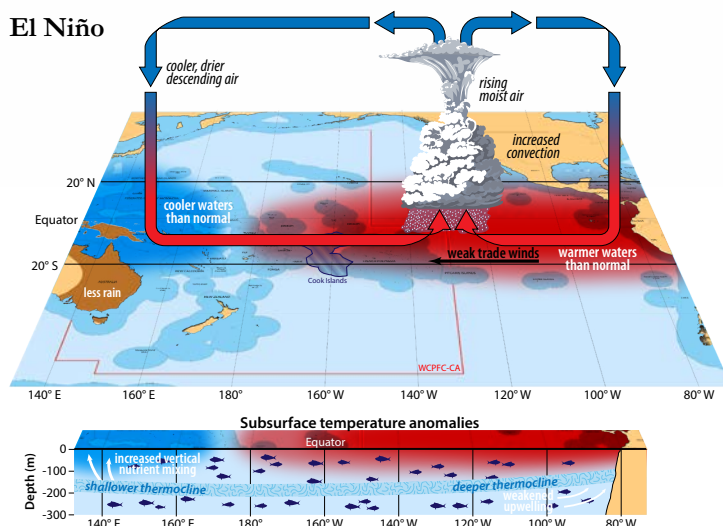 El Niño
cooler, drier
descending air
rising
moist air
increased
convection
20° N
cooler waters
than normal
Equator
weak trade winds
warmer waters
than normal
20° S
less rain
Cook Islands
WCPFC-CA
140° E
160° E
180°
160° W
140° W
120° W
100° W
80° W
Subsurface temperature anomalies
Equator
Depth (m)
0
-100
-200
-300
increased vertical
nutrient mixing
shallower thermocline
deeper thermocline
weakened
upwelling
140° E
160° E
180°
160° W
140° W
120° W
100° W
80° W